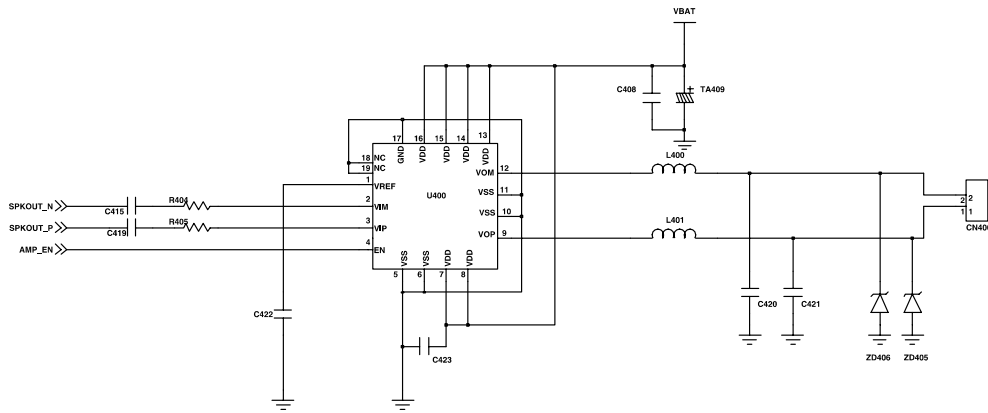 VBAT
C408
TA409
17
16
15
14
13
GND
VDD
VDD
VDD
VDD
18
NC
19
NC
1
VREF
U400
VOM
12
L400
VSS
11
VSS
10
VOP
9
L401
SPKOUT_N
C415
R404
2
VIM
SPKOUT_P
C419
R405
3
VIP
AMP_EN
4
EN
VSS
VSS
VDD
VDD
5
6
7
8
2
2
1
1
CN400
C422
C423
C420
C421
ZD406
ZD405